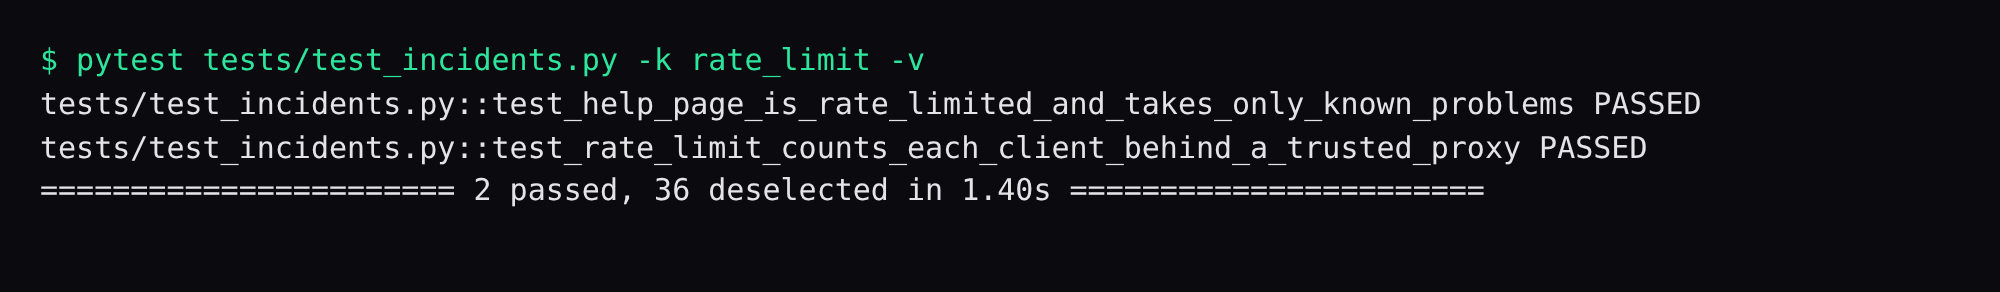 $ pytest tests/test_incidents.py -k rate_limit -v
tests/test_incidents.py::test_help_page_is_rate_limited_and_takes_only_known_problems PASSED
tests/test_incidents.py::test_rate_limit_counts_each_client_behind_a_trusted_proxy PASSED
======================= 2 passed, 36 deselected in 1.40s =======================